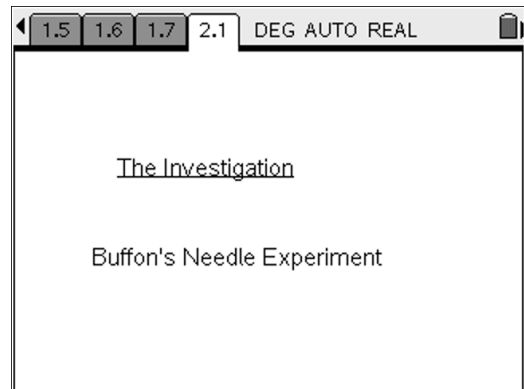 1.5 1.6 1.7 2.1 DEG AUTO REAL
The Investigation
Buffon's Needle Experiment